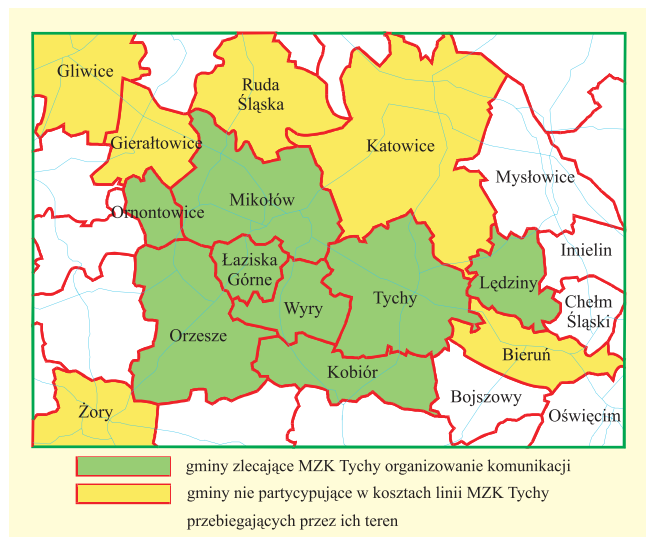 Gliwice
Ruda
Śląska
Gierałtowice
Katowice
Mysłowice
Ornontowice
Mikołów
Imielin
Łaziska
Górne
Lędziny
Tychy
Chełm
Śląski
Wyry
Orzesze
Bieruń
Kobiór
Bojszowy
Żory
Oświęcim
gminy zlecające MZK Tychy organizowanie komunikacji
gminy nie partycypujące w kosztach linii MZK Tychy
przebiegających przez ich teren